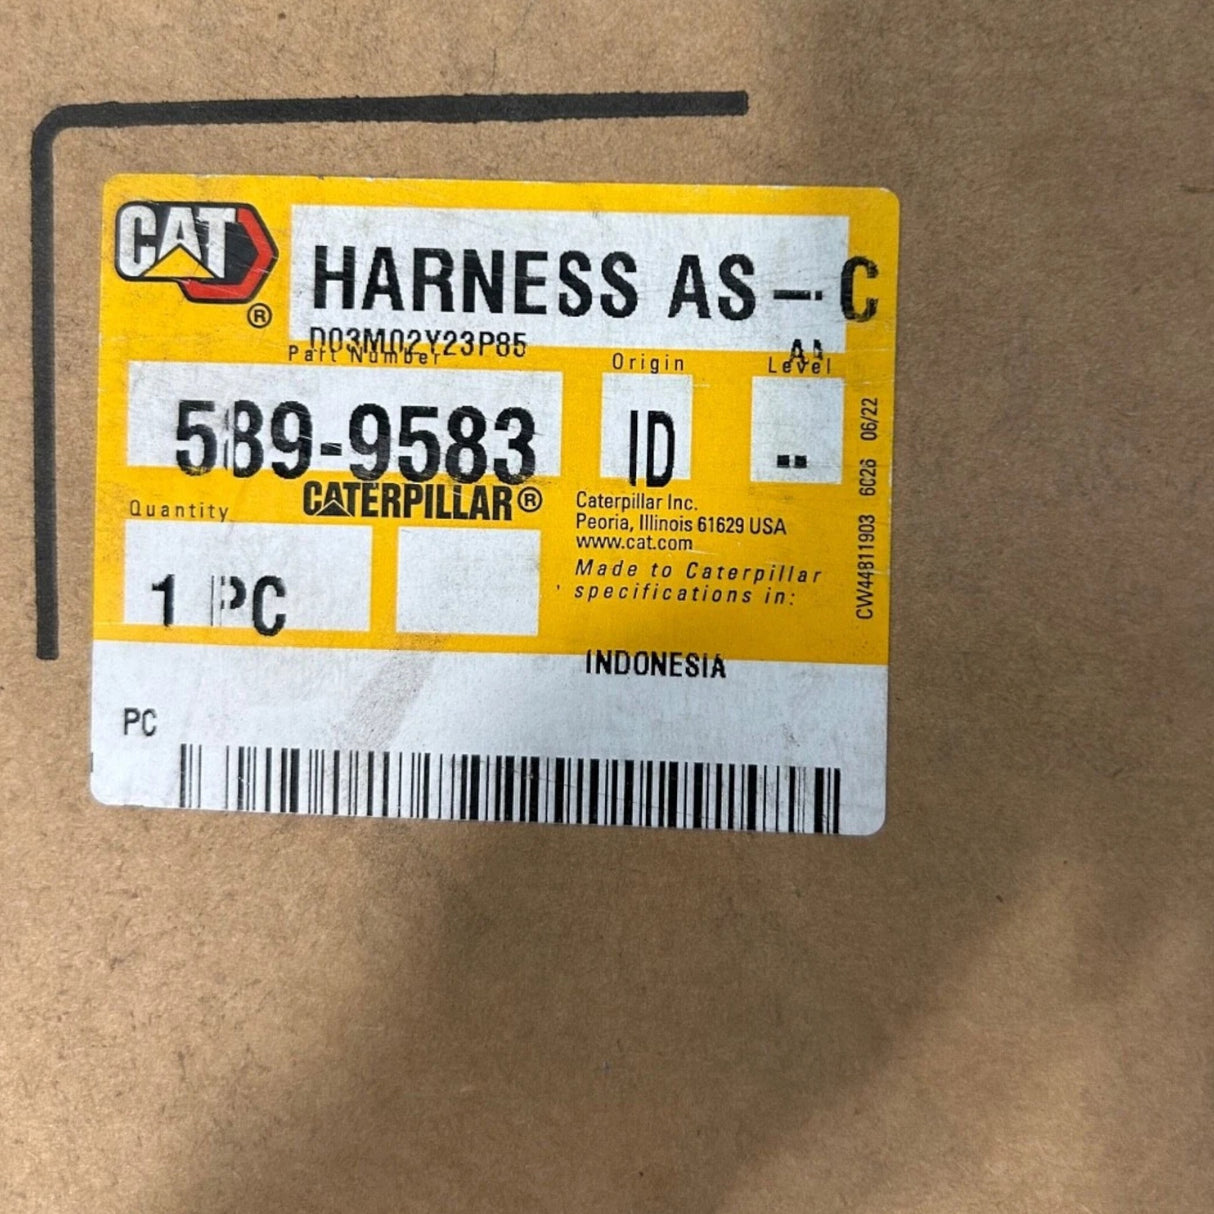 CAT
®
HARNESS AS-C
D03M02Y23P85
Part Number
Origin
Level
589-9583
ID
--
CATERPILLAR®
Quantity
1 PC
Caterpillar Inc.
Peoria, Illinois 61629 USA
www.cat.com
Made to Caterpillar
specifications in:
INDONESIA
PC
CW44811903 6C26 06/22